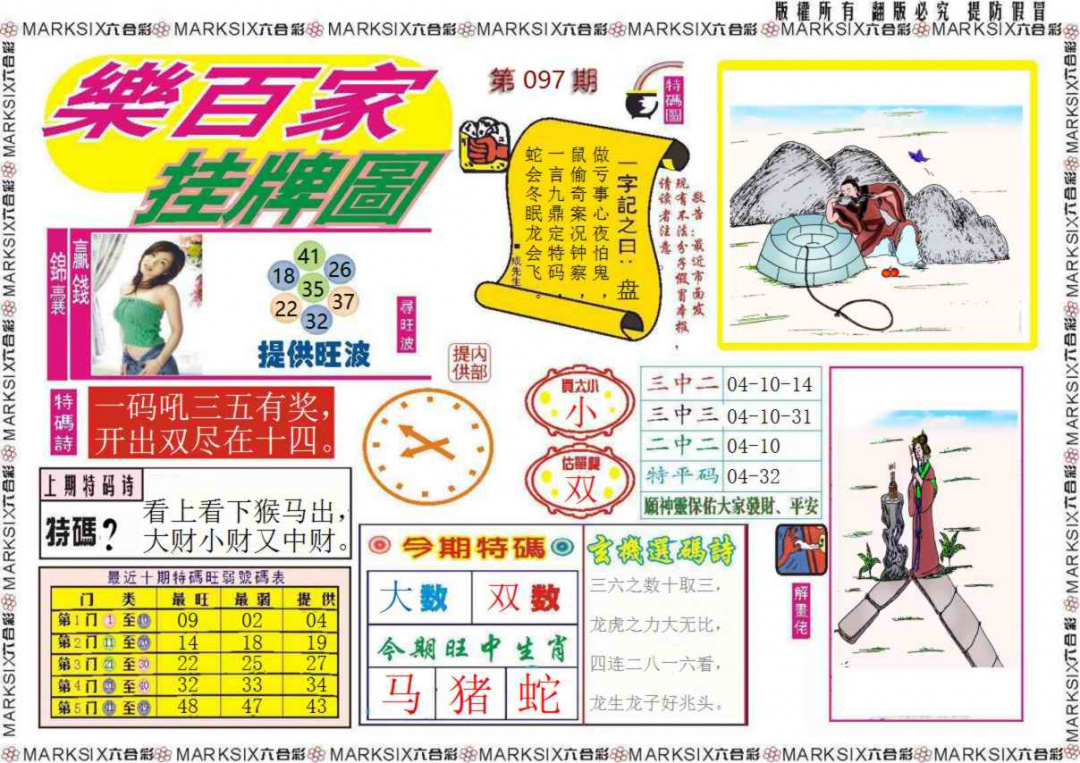 版權所有 翻版必究 提防假冒
MARKSIX六合彩 MARKSIX六合彩 MARKSIX六合彩 MARKSIX六合彩 MARKSIX六合彩 MARKSIX六合彩 MARKSIX六合彩
樂百家
挂牌圖
第 097 期
特碼圖
一字記之曰：盘
做亏事心夜怕鬼，
鼠偷奇案况钟察，
一言九鼎定特码，
蛇会冬眠龙会飞。
■成先生
敬告：最近市面发
现有不法分子假冒本报，
请读者注意。
贏錢
錦囊
41
18 26
35
22 37
32
提供旺波
尋旺波
内部
提供
特碼詩
一码吼三五有奖，
开出双尽在十四。
買大小
小
估單雙
双
三中二 04-10-14
三中三 04-10-31
二中二 04-10
特平码 04-32
願神靈保佑大家發財、平安
上期特码诗
特碼?
看上看下猴马出，
大财小财又中财。
最近十期特碼旺弱號碼表
门 类 最旺 最弱 提供
第1门 1 至 09 02 04
第2门 11 至 14 18 19
第3门 21 至 30 22 25 27
第4门 31 至 40 32 33 34
第5门 至 49 48 47 43
今期特碼
大数 双数
今期旺中生肖
马 猪 蛇
玄機選碼詩
三六之数十取三，
龙虎之力大无比，
四连二八一六看，
龙生龙子好兆头。
解畫佬
MARKSIX六合彩 MARKSIX六合彩 MARKSIX六合彩 MARKSIX六合彩 MARKSIX六合彩 MARKSIX六合彩 MARKSIX六合彩